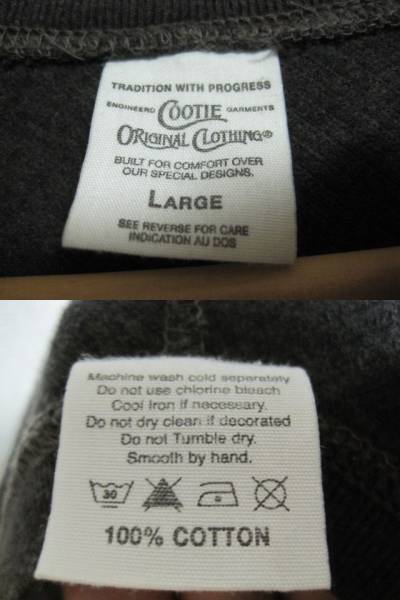 TRADITION WITH PROGRESS
ENGINEERD COOTIE GARMENTS
ORIGINAL CLOTHING®
BUILT FOR COMFORT OVER
OUR SPECIAL DESIGNS.
LARGE
SEE REVERSE FOR CARE
INDICATION AU DOS
Machine wash cold seperately
Do not use chlorine bleach
Cool Iron if necessary.
Do not dry clean if decorated
Do not Tumble dry.
Smooth by hand.
30
100% COTTON